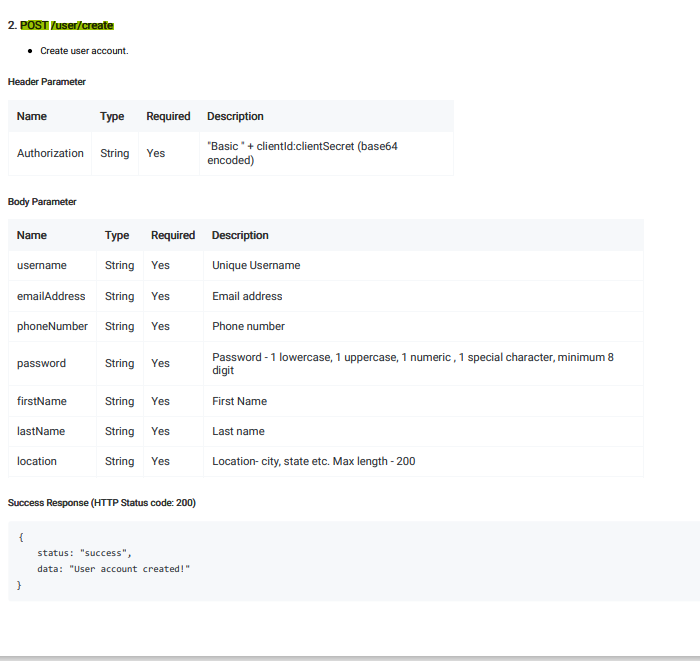 2. POST /user/create
• Create user account.
Header Parameter
Name Type Required Description
Authorization String Yes "Basic " + clientId:clientSecret (base64
encoded)
Body Parameter
Name Type Required Description
username String Yes Unique Username
emailAddress String Yes Email address
phoneNumber String Yes Phone number
password String Yes Password - 1 lowercase, 1 uppercase, 1 numeric , 1 special character, minimum 8
digit
firstName String Yes First Name
lastName String Yes Last name
location String Yes Location- city, state etc. Max length - 200
Success Response (HTTP Status code: 200)
{
status: "success",
data: "User account created!"
}